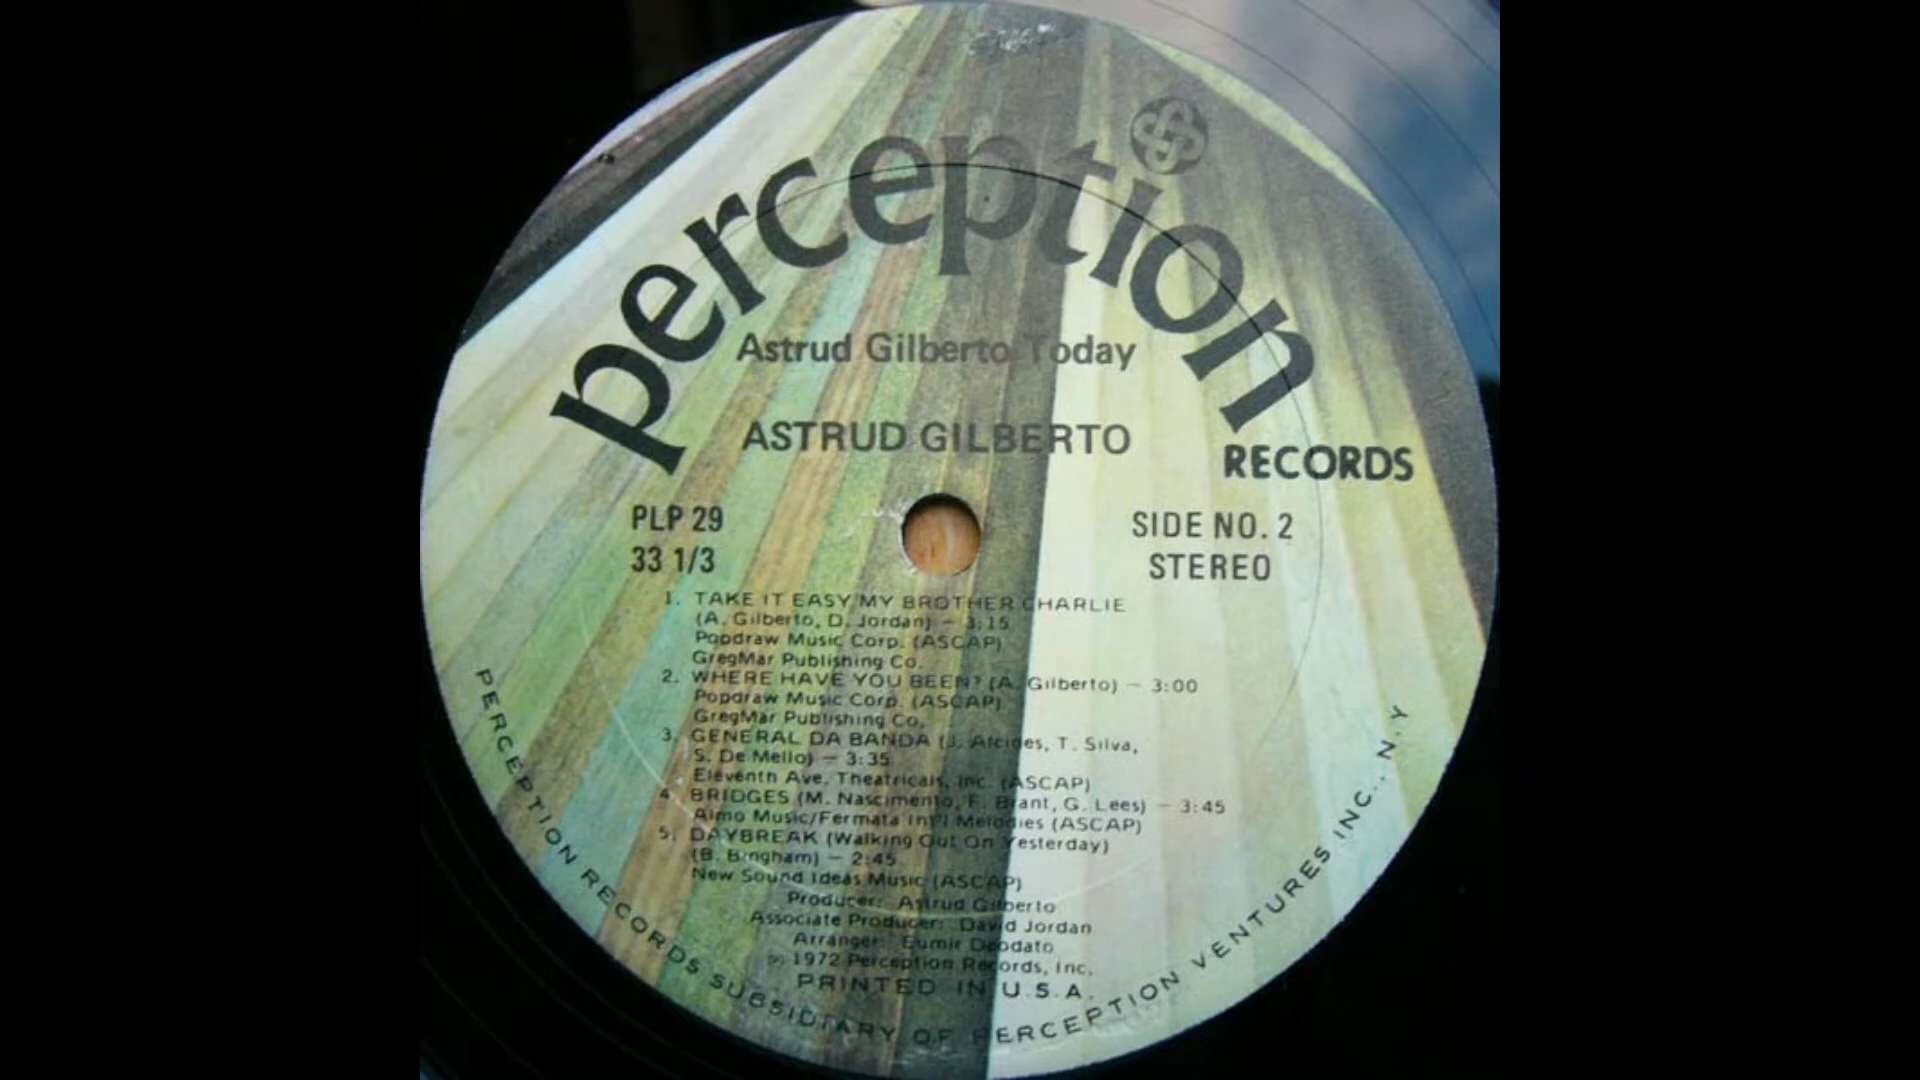 perception
RECORDS
Astrud Gilberto Today
ASTRUD GILBERTO
PLP 29
33 1/3
SIDE NO. 2
STEREO
1. TAKE IT EASY MY BROTHER CHARLIE
(A. Gilberto, D. Jordan) — 3:15
Popdraw Music Corp. (ASCAP)
GregMar Publishing Co.
2. WHERE HAVE YOU BEEN? (A. Gilberto) — 3:00
Popdraw Music Corp. (ASCAP)
GregMar Publishing Co.
3. GENERAL DA BANDA (J. Alcides, T. Silva,
S. De Mello) — 3:35
Eleventh Ave. Theatricals, Inc. (ASCAP)
4. BRIDGES (M. Nascimento, F. Brant, G. Lees) — 3:45
Almo Music/Fermata Int'l Melodies (ASCAP)
5. DAYBREAK (Walking Out On Yesterday)
(B. Bingham) — 2:45
New Sound Ideas Music (ASCAP)
Producer: Astrud Gilberto
Associate Producer: David Jordan
Arranger: Eumir Deodato
℗ 1972 Perception Records, Inc.
PRINTED IN U.S.A.
PERCEPTION RECORDS SUBSIDIARY OF PERCEPTION VENTURES INC., N.Y